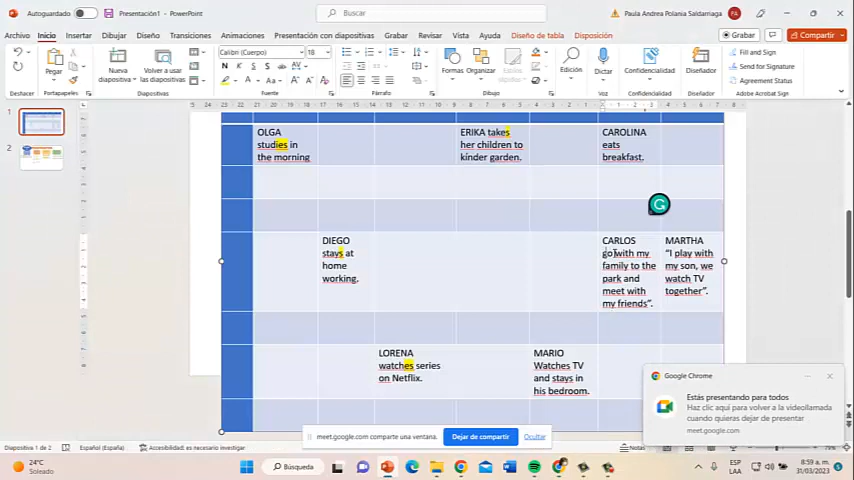 Autoguardado
Presentación1 - PowerPoint
Buscar
Paula Andrea Polania Saldarriaga
PA
Archivo
Inicio
Insertar
Dibujar
Diseño
Transiciones
Animaciones
Presentación con diapositivas
Grabar
Revisar
Vista
Ayuda
Diseño de tabla
Disposición
Grabar
Compartir
Pegar
Nueva diapositiva
Volver a usar las diapositivas
Calibri (Cuerpo)
18
N K S S
Formas
Organizar
Estilos rápidos
Edición
Dictar
Confidencialidad
Diseñador
Fill and Sign
Send for Signature
Agreement Status
Portapapeles
Diapositivas
Fuente
Párrafo
Dibujo
Voz
Confidencialidad
Diseñador
1
2
OLGA
studies in
the morning
ERIKA takes
her children to
kínder garden.
CAROLINA
eats
breakfast.
DIEGO
stays at
home
working.
CARLOS
go with my
family to the
park and
meet with
my friends”.
MARTHA
“I play with
my son, we
watch TV
together”.
LORENA
watches series
on Netflix.
MARIO
Watches TV
and stays in
his bedroom.
Google Chrome
Estás presentando para todos
Haz clic aquí para volver a la videollamada
cuando quieras dejar de presentar
meet.google.com
meet.google.com comparte una ventana.
Dejar de compartir
Ocultar
Diapositiva 1 de 2
Español (España)
Accesibilidad: es necesario investigar
Notas
70%
24°C
Soleado
Búsqueda
ESP
LAA
8:59 a. m.
31/03/2023